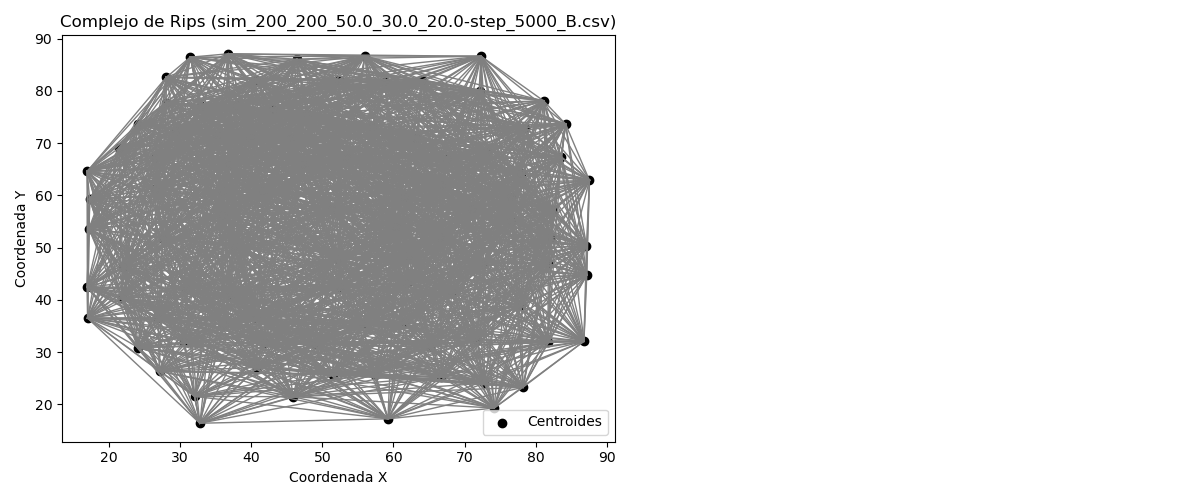 Complejo de Rips (sim_200_200_50.0_30.0_20.0-step_5000_B.csv)
90
80
70
60
50
40
30
20
Coordenada Y
Centroides
20 30 40 50 60 70 80 90
Coordenada X